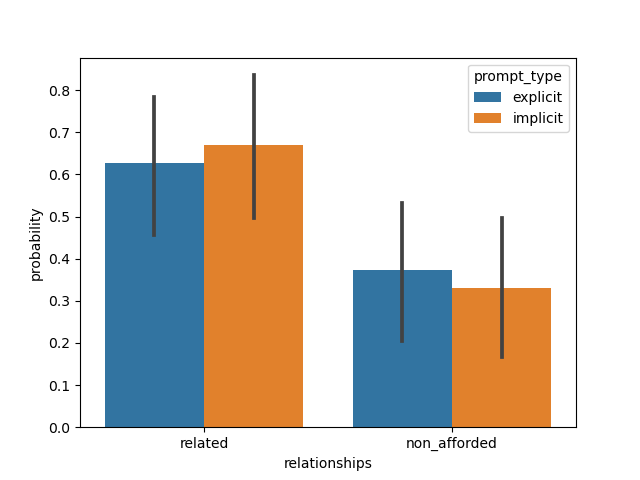 prompt_type
explicit
implicit
0.8
0.7
0.6
0.5
0.4
0.3
0.2
0.1
0.0
probability
related non_afforded
relationships